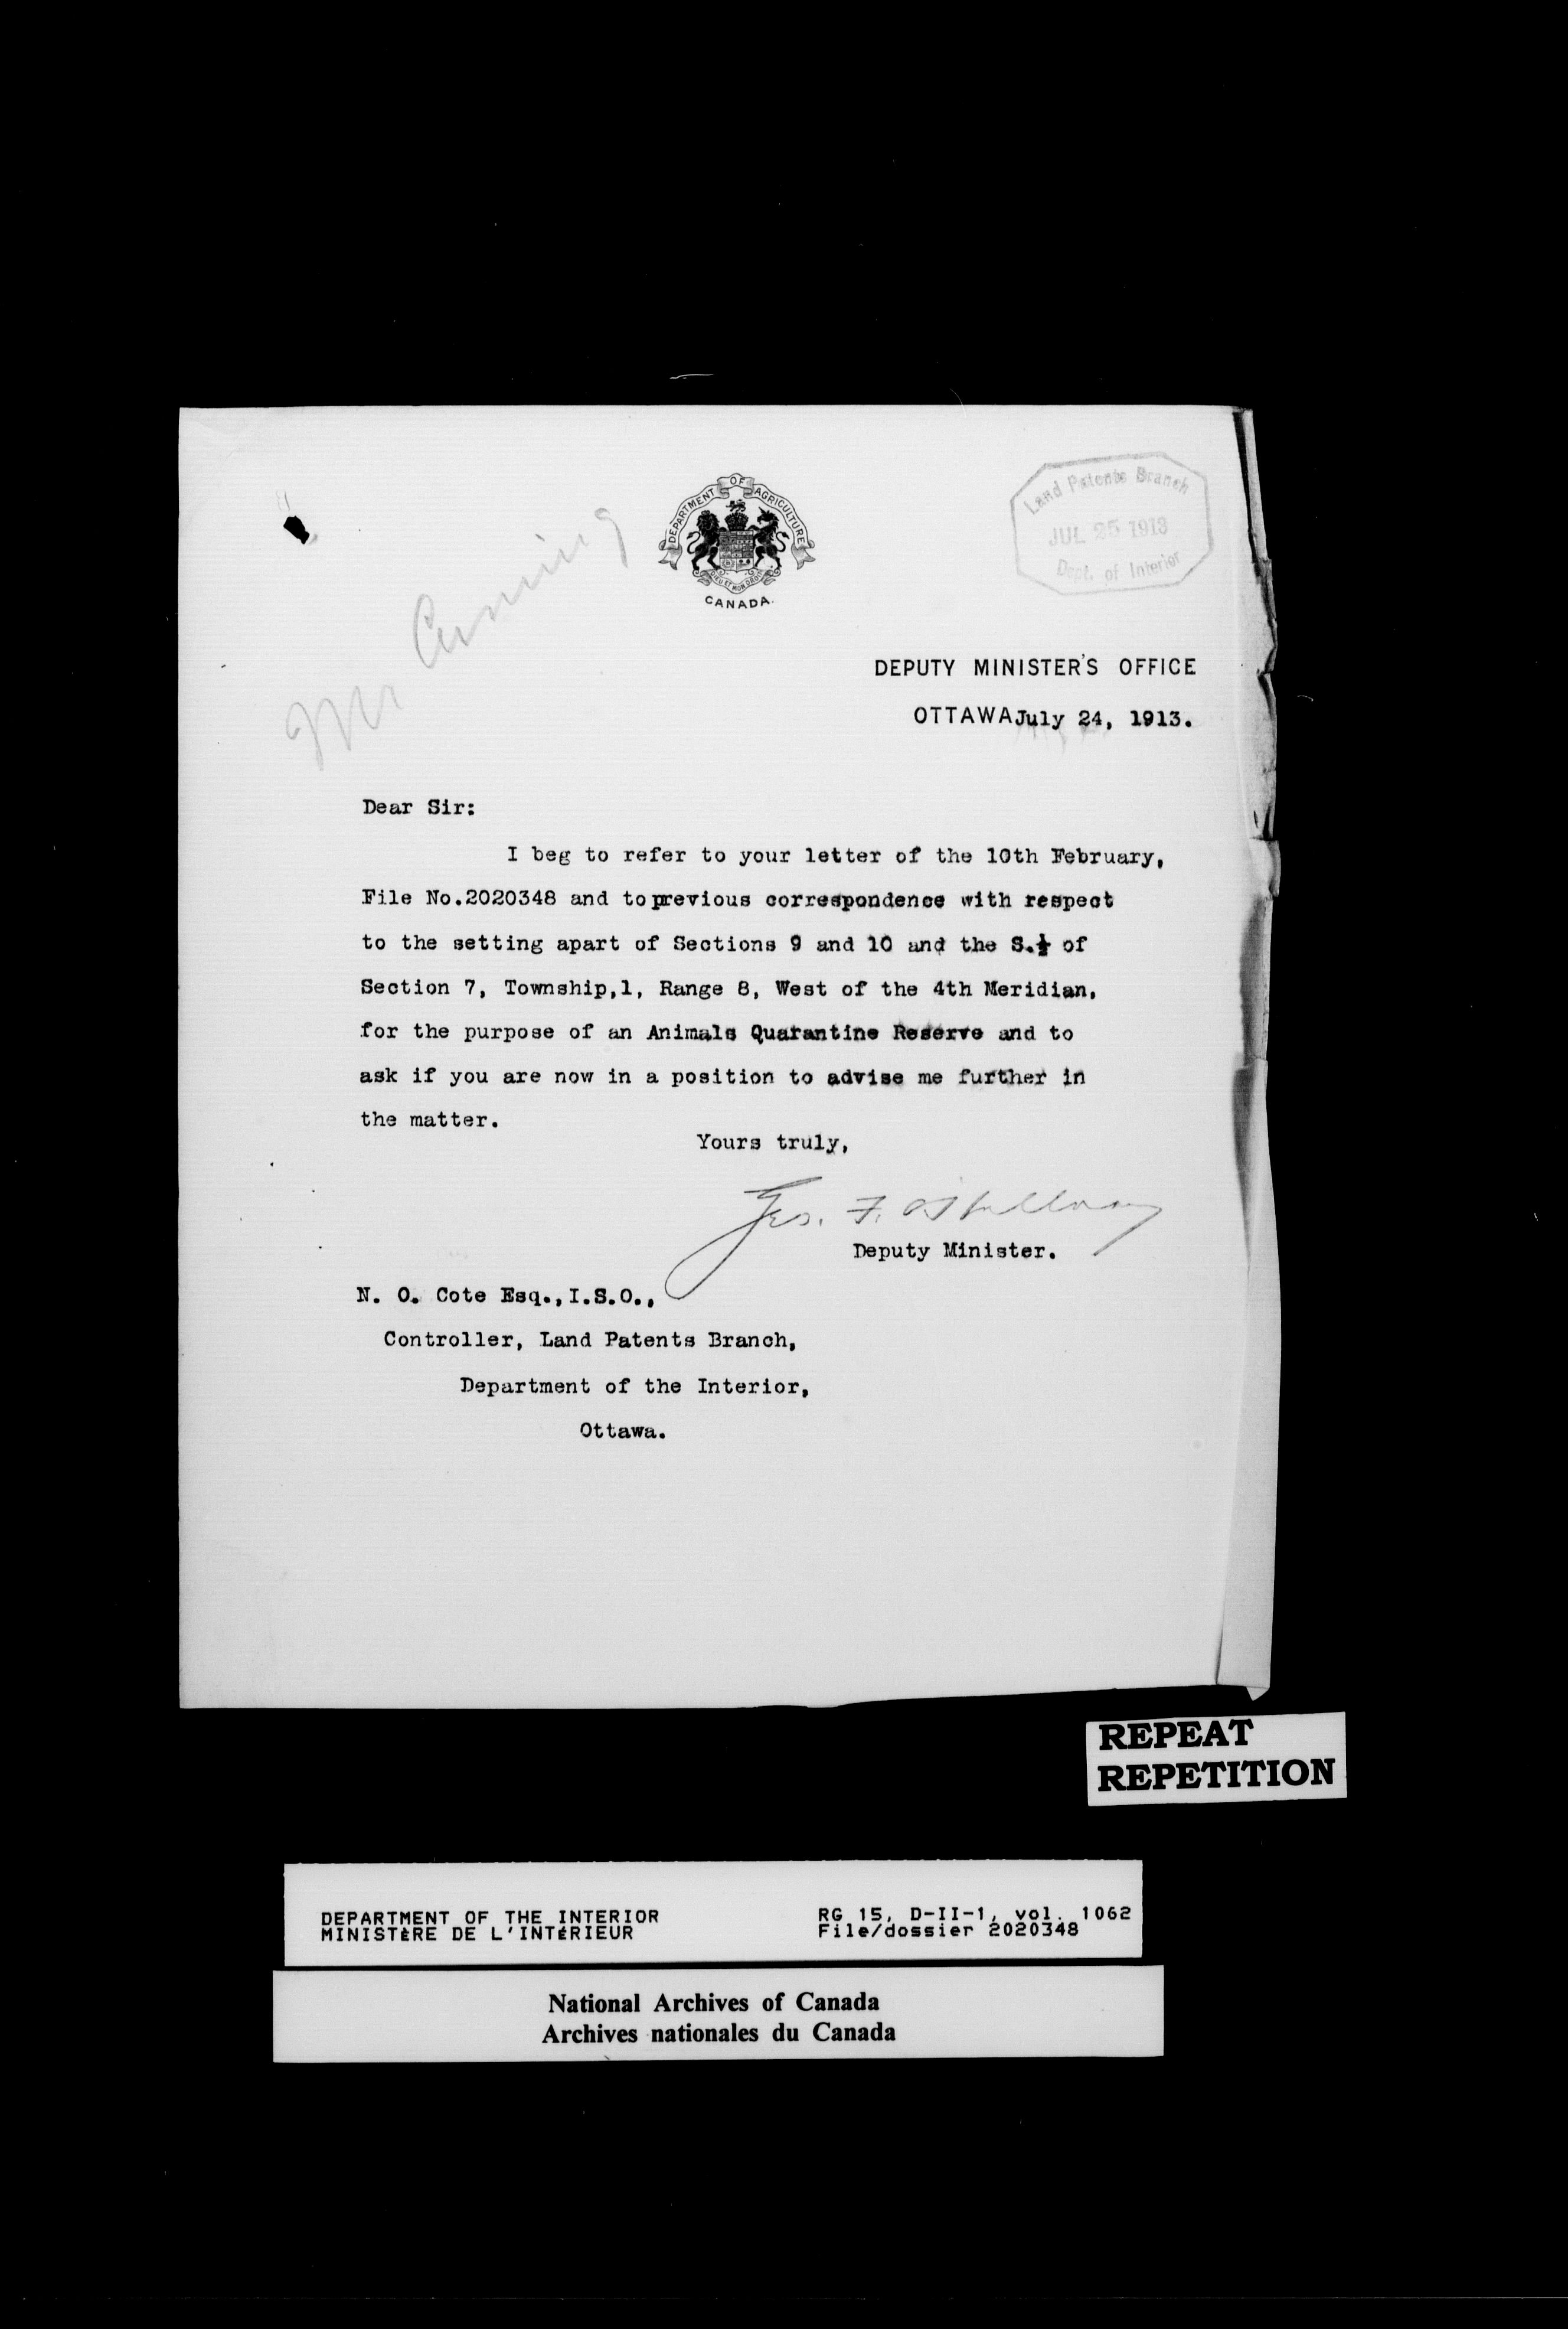 DEPARTMENT OF AGRICULTURE
DIEU ET MON DROIT
CANADA.
Land Patents Branch
JUL 25 1913
Dept. of Interior
Mr
DEPUTY MINISTER'S OFFICE
OTTAWA July 24, 1913.
Dear Sir:
I beg to refer to your letter of the 10th February,
File No.2020348 and to previous correspondence with respect
to the setting apart of Sections 9 and 10 and the S.½ of
Section 7, Township,1, Range 8, West of the 4th Meridian,
for the purpose of an Animals Quarantine Reserve and to
ask if you are now in a position to advise me further in
the matter.
Yours truly,
Geo. F. O'Halloran
Deputy Minister.
N. O. Cote Esq.,I.S.O.,
Controller, Land Patents Branch,
Department of the Interior,
Ottawa.
REPEAT
REPETITION
DEPARTMENT OF THE INTERIOR RG 15, D-II-1, vol. 1062
MINISTÈRE DE L'INTÉRIEUR File/dossier 2020348
National Archives of Canada
Archives nationales du Canada